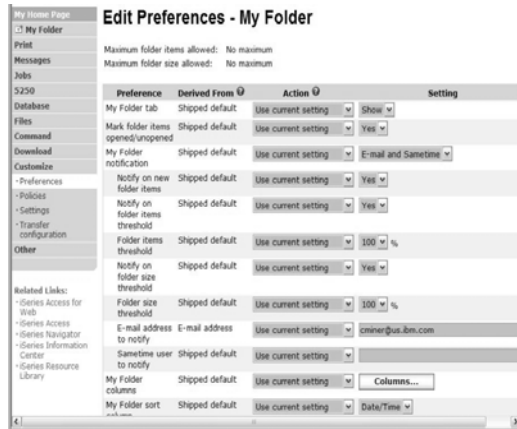 My Home Page
My Folder
Print
Messages
Jobs
5250
Database
Files
Command
Download
Customize
• Preferences
• Policies
• Settings
• Transfer
configuration
Other
Related Links:
• iSeries Access for
Web
• iSeries Access
• iSeries Navigator
• iSeries Information
Center
• iSeries Resource
Library
Edit Preferences - My Folder
Maximum folder items allowed: No maximum
Maximum folder size allowed: No maximum
Preference Derived From Action Setting
My Folder tab Shipped default Use current setting Show
Mark folder items Shipped default Use current setting Yes
opened/unopened
My Folder Shipped default Use current setting E-mail and Sametime
notification
Notify on new Shipped default Use current setting Yes
folder items
Notify on Shipped default Use current setting Yes
folder items
threshold
Folder items Shipped default Use current setting 100 %
threshold
Notify on Shipped default Use current setting Yes
folder size
threshold
Folder size Shipped default Use current setting 100 %
threshold
E-mail address E-mail address Use current setting cminer@us.ibm.com
to notify
Sametime user Shipped default Use current setting
to notify
My Folder Shipped default Use current setting Columns...
columns
My Folder sort Shipped default Use current setting Date/Time
column